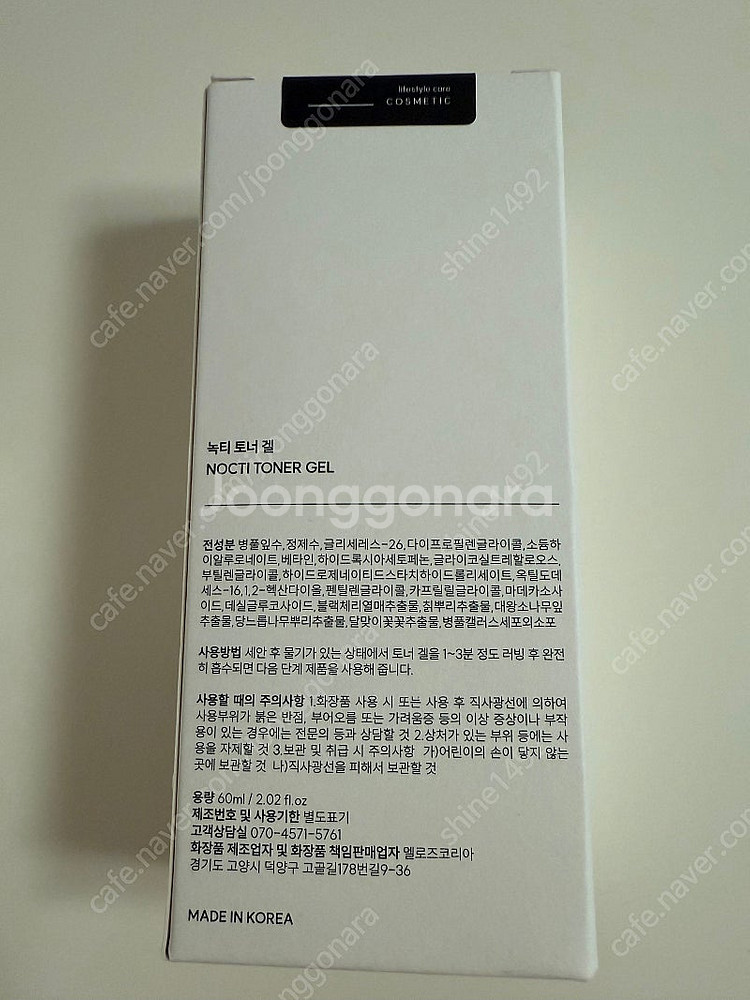 lifestyle care
COSMETIC
녹티 토너 겔
NOCTI TONER GEL
Joonggonara
전성분 병풀잎수,정제수,글리세레스-26,다이프로필렌글라이콜,소듐하
이알루로네이트,베타인,하이드록시아세토페논,글라이코실트레할로오스,
부틸렌글라이콜,하이드로제네이티드스타치하이드롤리세이트,옥틸도데
세스-16,1,2-헥산다이올,펜틸렌글라이콜,카프릴릴글라이콜,마데카소사
이드,데실글루코사이드,블랙체리열매추출물,칡뿌리추출물,대왕소나무잎
추출물,당느릅나무뿌리추출물,달맞이꽃꽃추출물,병풀캘러스세포외소포
사용방법 세안 후 물기가 있는 상태에서 토너 겔을 1~3분 정도 러빙 후 완전
히 흡수되면 다음 단계 제품을 사용해 줍니다.
사용할 때의 주의사항 1.화장품 사용 시 또는 사용 후 직사광선에 의하여
사용부위가 붉은 반점, 부어오름 또는 가려움증 등의 이상 증상이나 부작
용이 있는 경우에는 전문의 등과 상담할 것 2.상처가 있는 부위 등에는 사
용을 자제할 것 3.보관 및 취급 시 주의사항 가)어린이의 손이 닿지 않는
곳에 보관할 것 나)직사광선을 피해서 보관할 것
용량 60ml / 2.02 fl.oz
제조번호 및 사용기한 별도표기
고객상담실 070-4571-5761
화장품 제조업자 및 화장품 책임판매업자 멜로즈코리아
경기도 고양시 덕양구 고골길178번길9-36
MADE IN KOREA
cafe.naver.com/joonggonara
shine1492